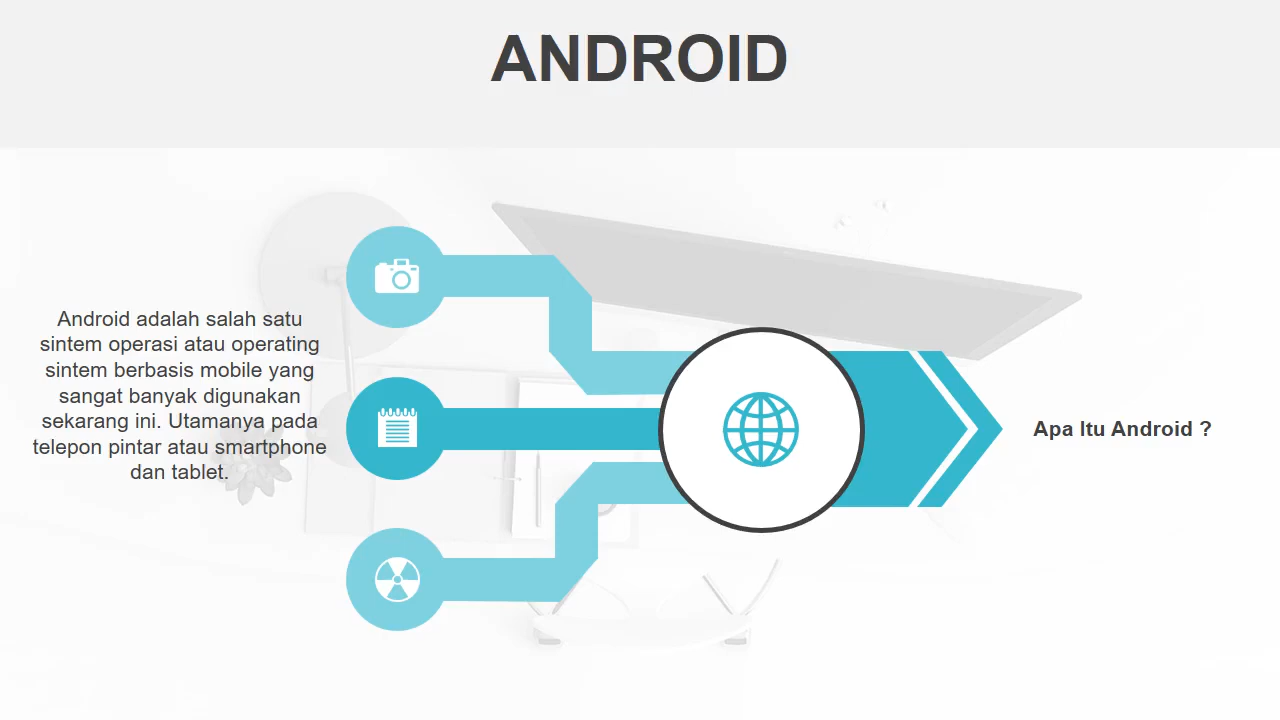 ANDROID
Android adalah salah satu
sintem operasi atau operating
sintem berbasis mobile yang
sangat banyak digunakan
sekarang ini. Utamanya pada
telepon pintar atau smartphone
dan tablet.
Apa Itu Android ?